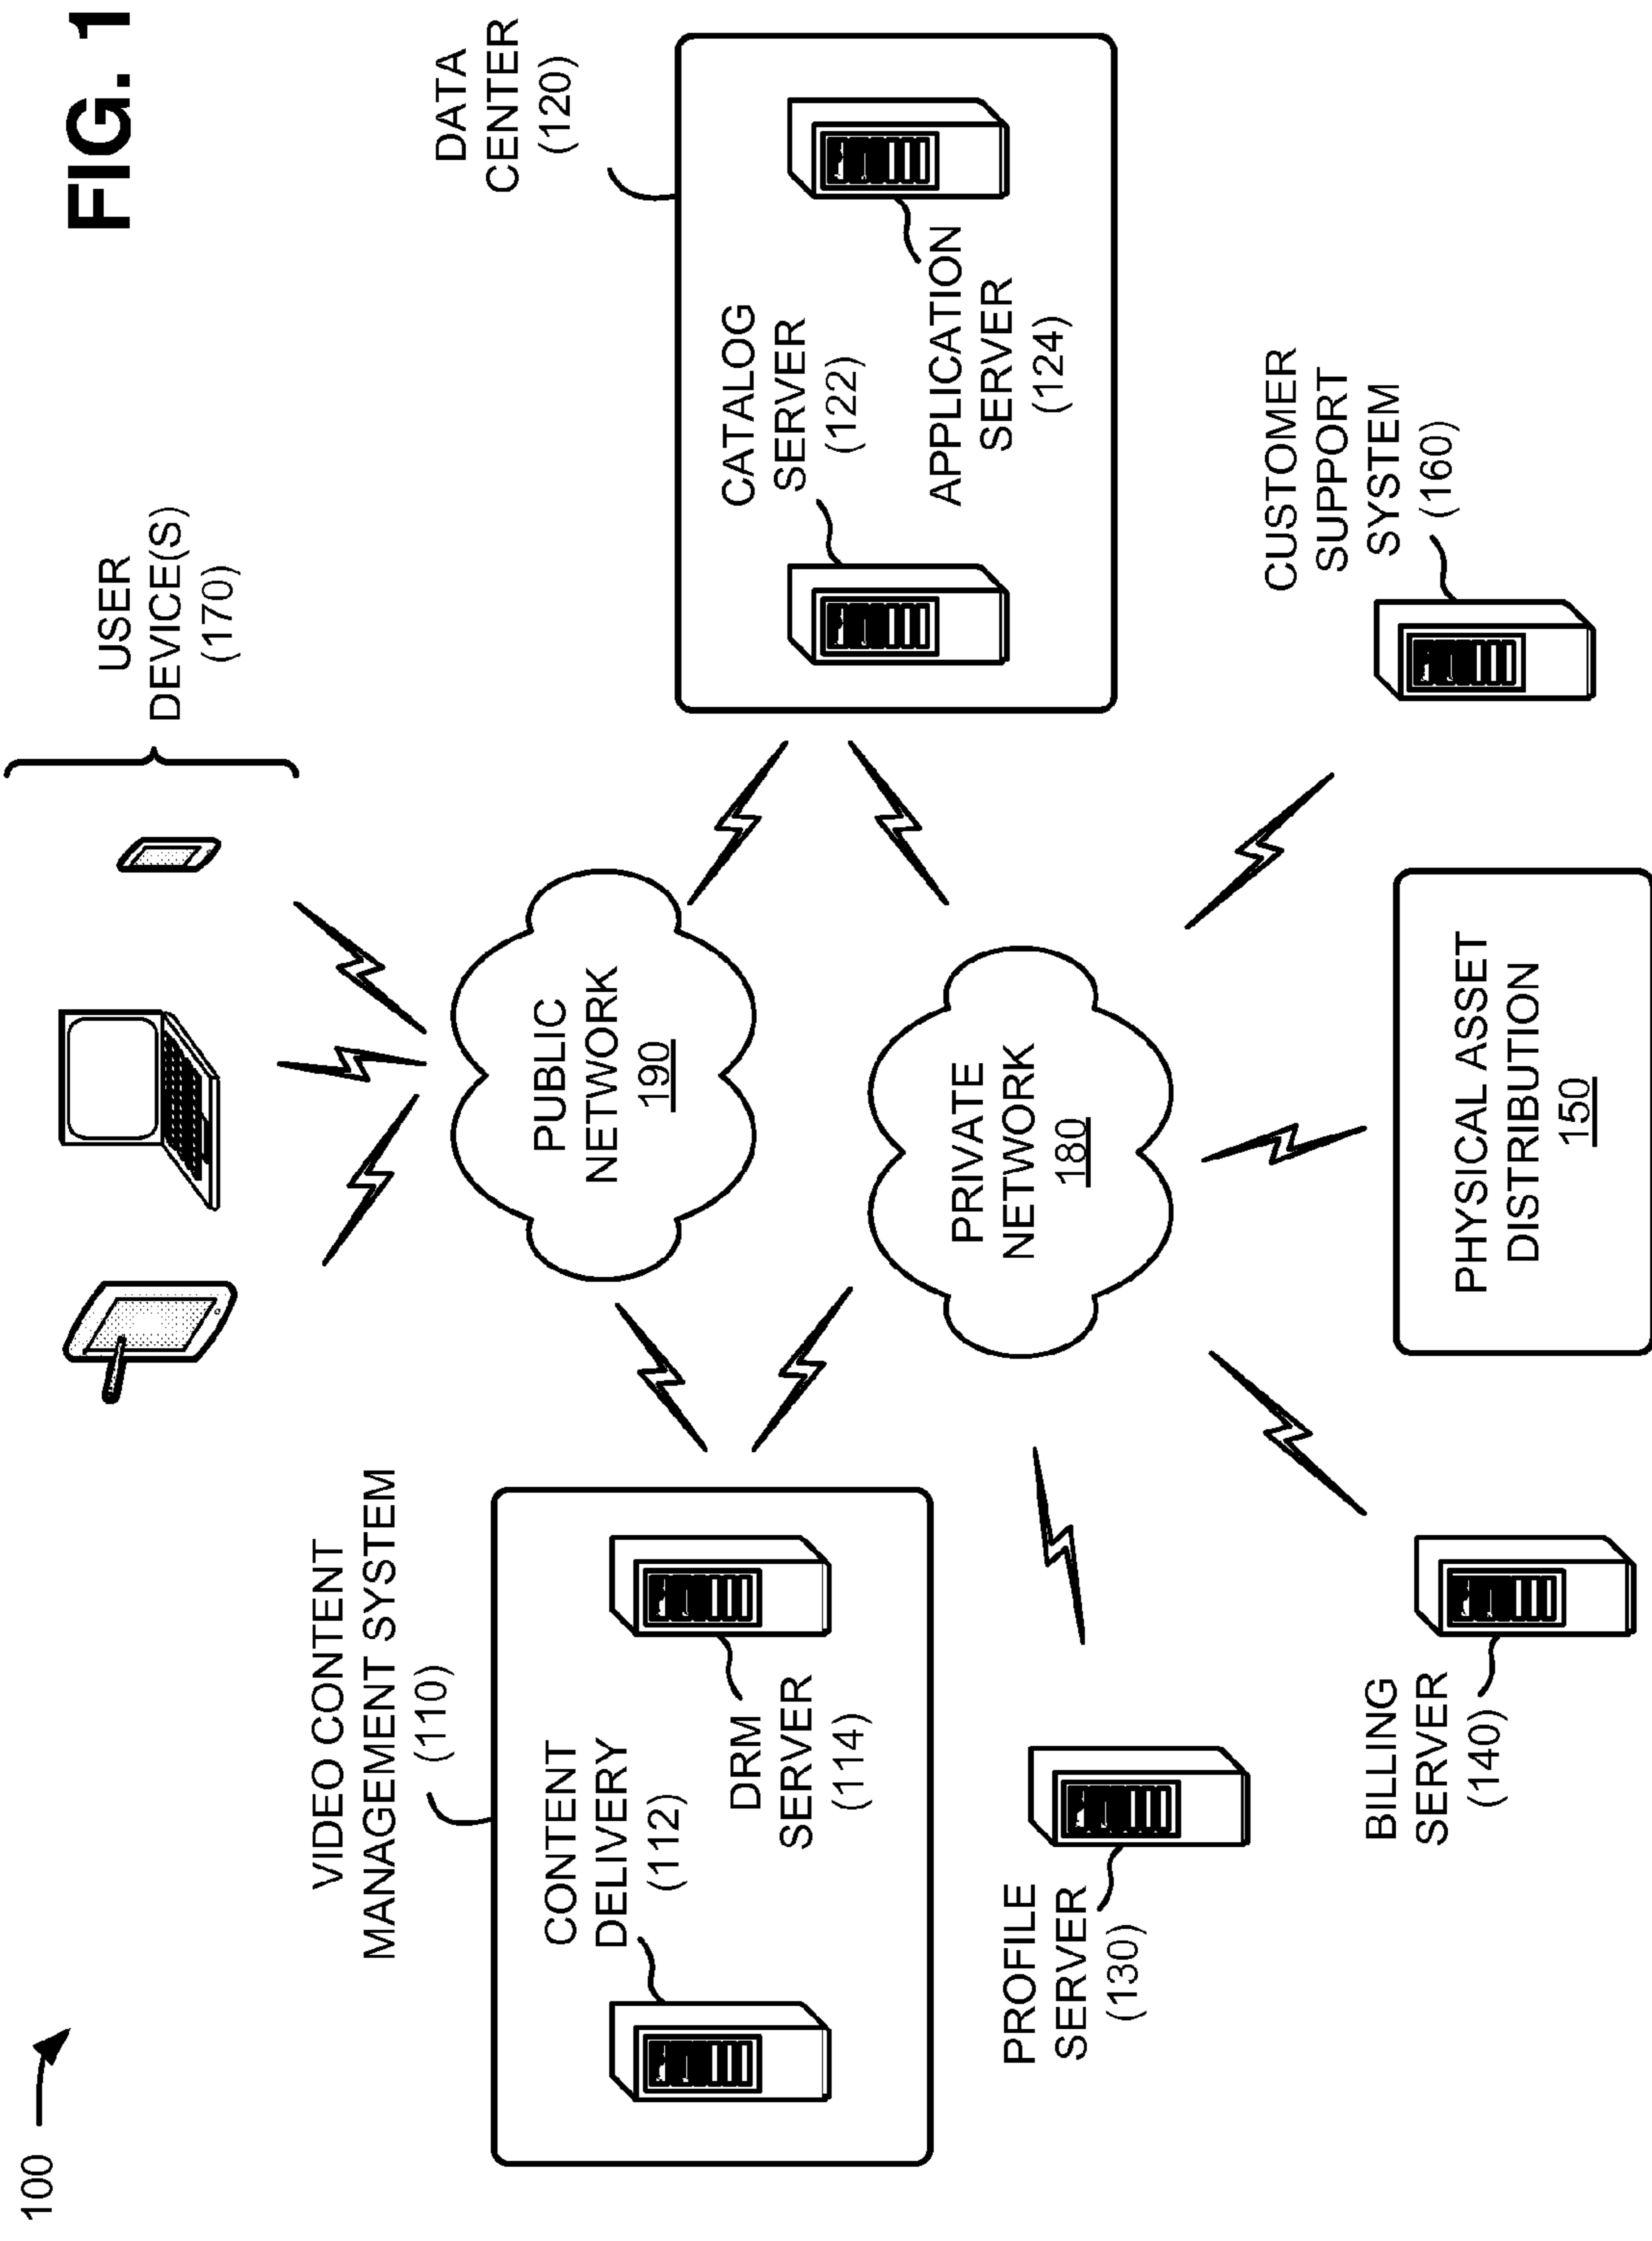 100
FIG. 1
USER
DEVICE(S)
(170)
VIDEO CONTENT
MANAGEMENT SYSTEM
(110)
DATA
CENTER
(120)
CONTENT
DELIVERY
(112)
DRM
SERVER
(114)
PUBLIC
NETWORK
190
CATALOG
SERVER
(122)
APPLICATION
SERVER
(124)
PRIVATE
NETWORK
180
PROFILE
SERVER
(130)
BILLING
SERVER
(140)
PHYSICAL ASSET
DISTRIBUTION
150
CUSTOMER
SUPPORT
SYSTEM
(160)